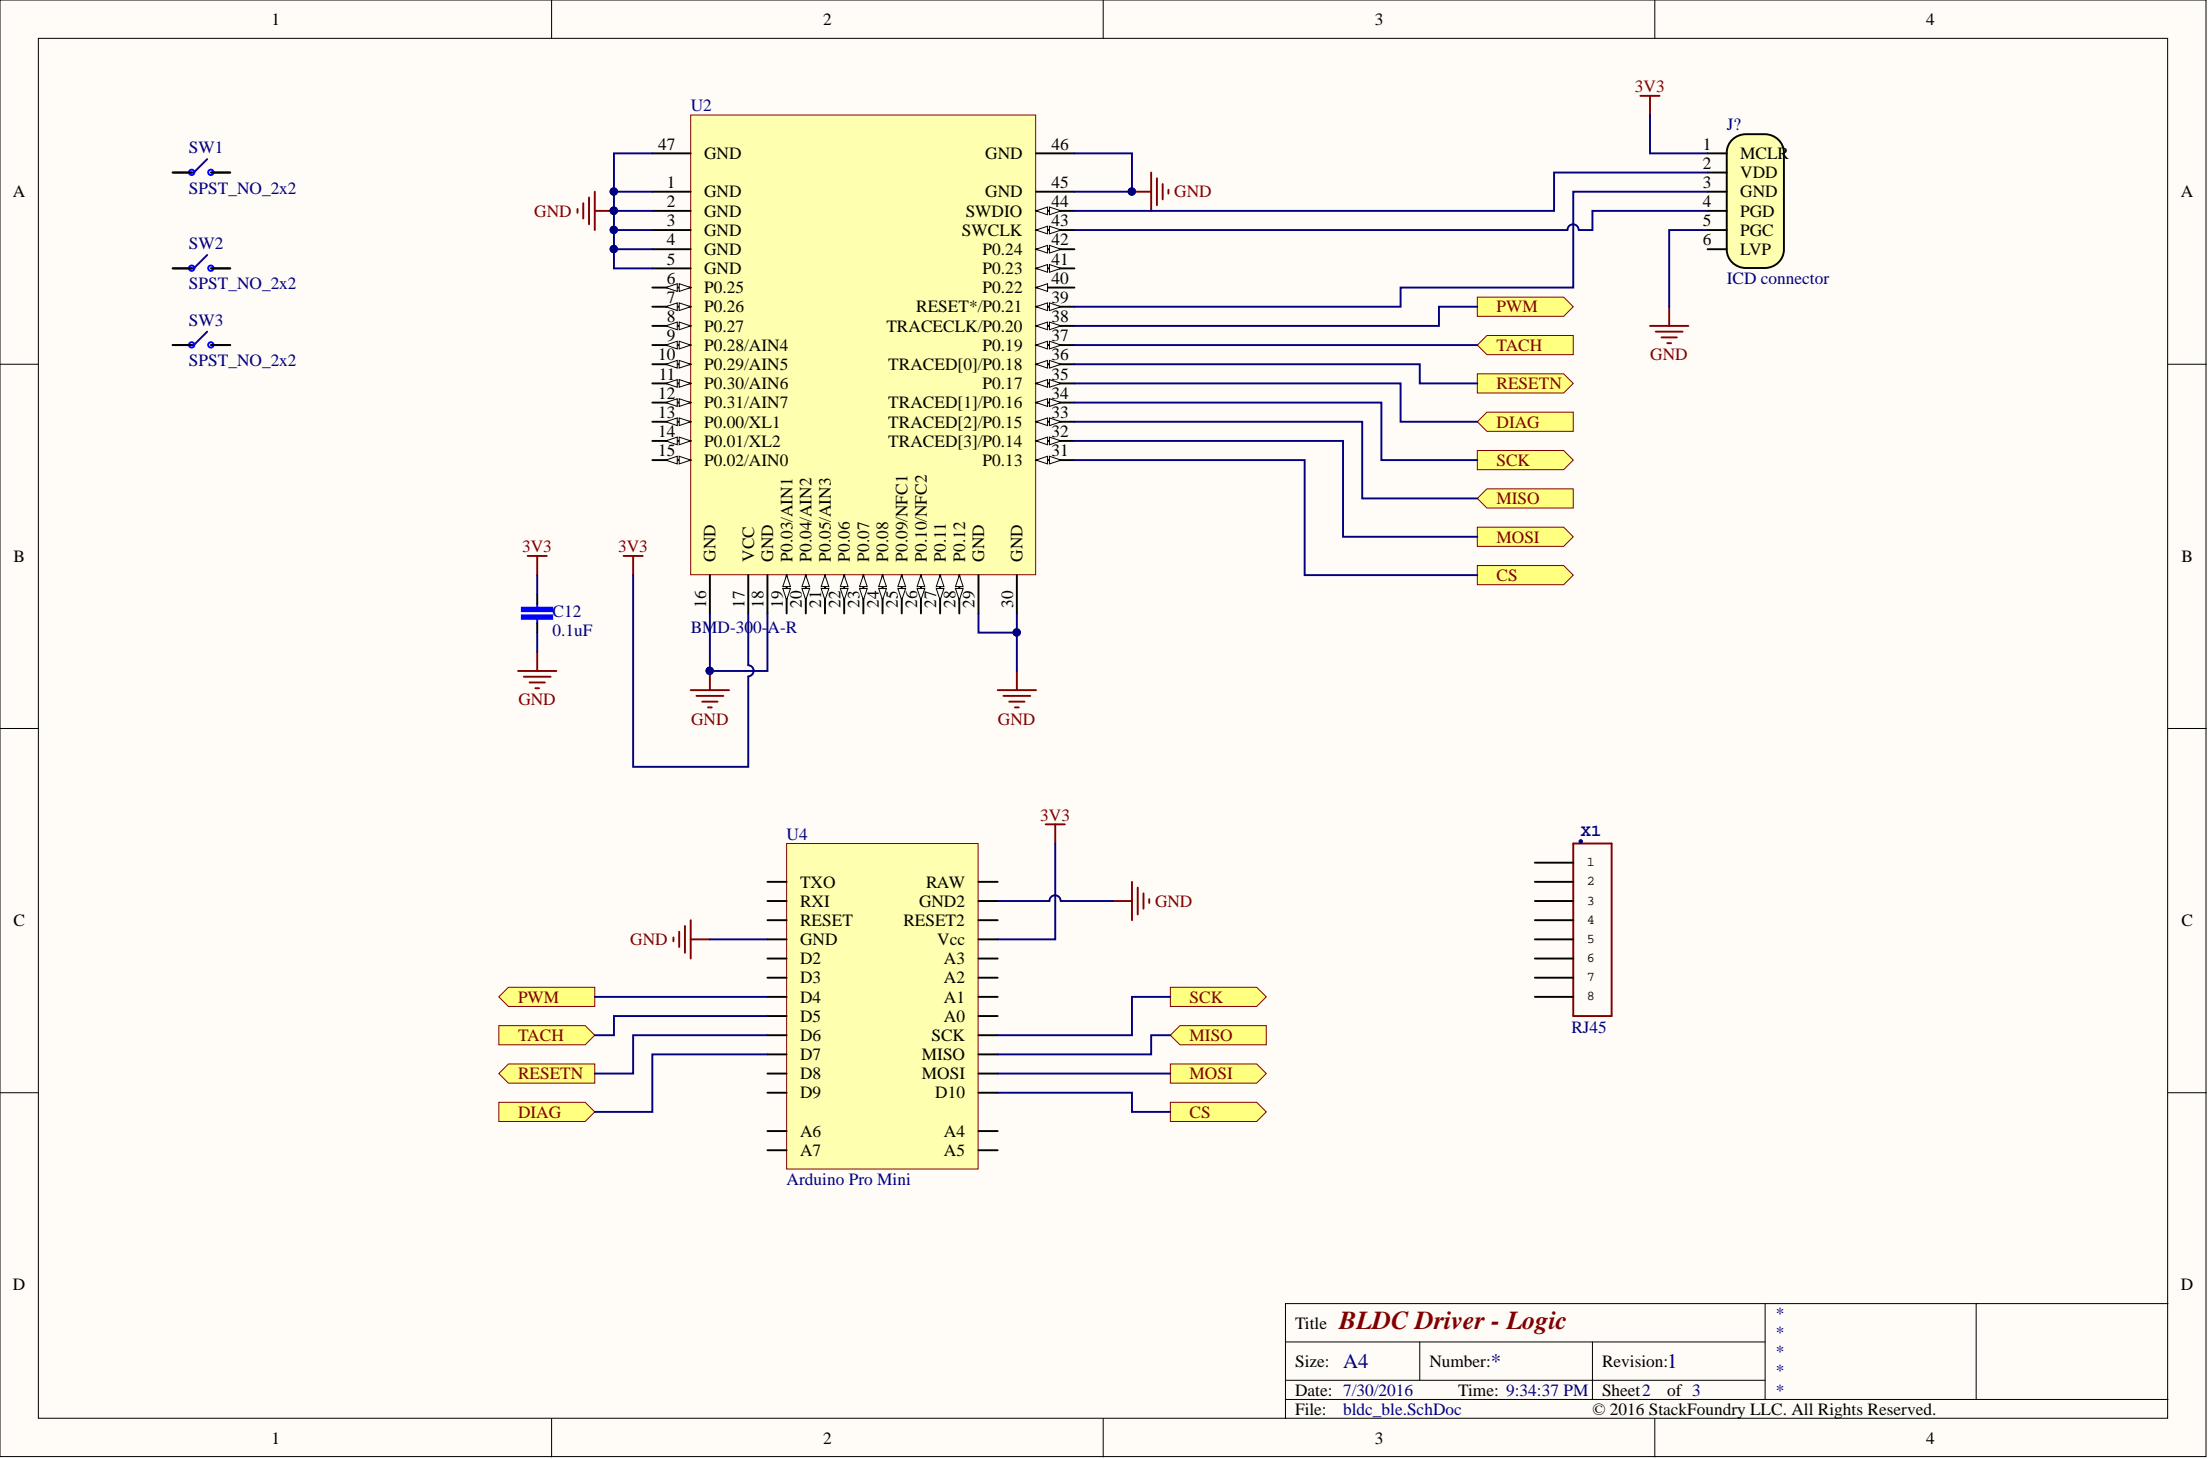 1 2 3 4
A A
B B
C C
D D
SW1
SPST_NO_2x2
SW2
SPST_NO_2x2
SW3
SPST_NO_2x2
U2
47 GND
1 GND
2 GND
3 GND
4 GND
5 GND
6 P0.25
7 P0.26
8 P0.27
9 P0.28/AIN4
10 P0.29/AIN5
11 P0.30/AIN6
12 P0.31/AIN7
13 P0.00/XL1
14 P0.01/XL2
15 P0.02/AIN0
GND
GND 46
GND 45
SWDIO 44
SWCLK 43
P0.24 42
P0.23 41
P0.22 40
RESET*/P0.21 39
TRACECLK/P0.20 38
P0.19 37
TRACED[0]/P0.18 36
P0.17 35
TRACED[1]/P0.16 34
TRACED[2]/P0.15 33
TRACED[3]/P0.14 32
P0.13 31
GND
GND 16
VCC 17
GND 18
P0.03/AIN1 19
P0.04/AIN2 20
P0.05/AIN3 21
P0.06 22
P0.07 23
P0.08 24
P0.09/NFC1 25
P0.10/NFC2 26
P0.11 27
P0.12 28
GND 29
GND 30
BMD-300-A-R
GND
GND
3V3
C12
0.1uF
GND
3V3
3V3
J?
1 MCLR
2 VDD
3 GND
4 PGD
5 PGC
6 LVP
ICD connector
GND
PWM
TACH
RESETN
DIAG
SCK
MISO
MOSI
CS
U4
TXO
RXI
RESET
GND
D2
D3
D4
D5
D6
D7
D8
D9
A6
A7
RAW
GND2
RESET2
Vcc
A3
A2
A1
A0
SCK
MISO
MOSI
D10
A4
A5
Arduino Pro Mini
3V3
GND
GND
PWM
TACH
RESETN
DIAG
SCK
MISO
MOSI
CS
X1
1
2
3
4
5
6
7
8
RJ45
Title BLDC Driver - Logic
Size: A4 Number:* Revision:1
Date: 7/30/2016 Time: 9:34:37 PM Sheet2 of 3
File: bldc_ble.SchDoc © 2016 StackFoundry LLC. All Rights Reserved.
*
*
*
*
*
1 2 3 4